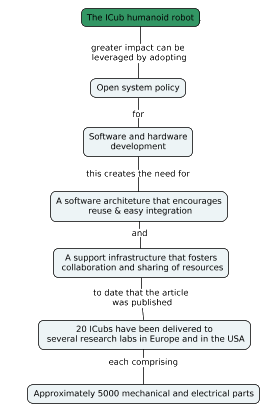 The ICub humanoid robot
greater impact can be
leveraged by adopting
Open system policy
for
Software and hardware
development
this creates the need for
A software architeture that encourages
reuse & easy integration
and
A support infrastructure that fosters
collaboration and sharing of resources
to date that the article
was published
20 ICubs have been delivered to
several research labs in Europe and in the USA
each comprising
Approximately 5000 mechanical and electrical parts